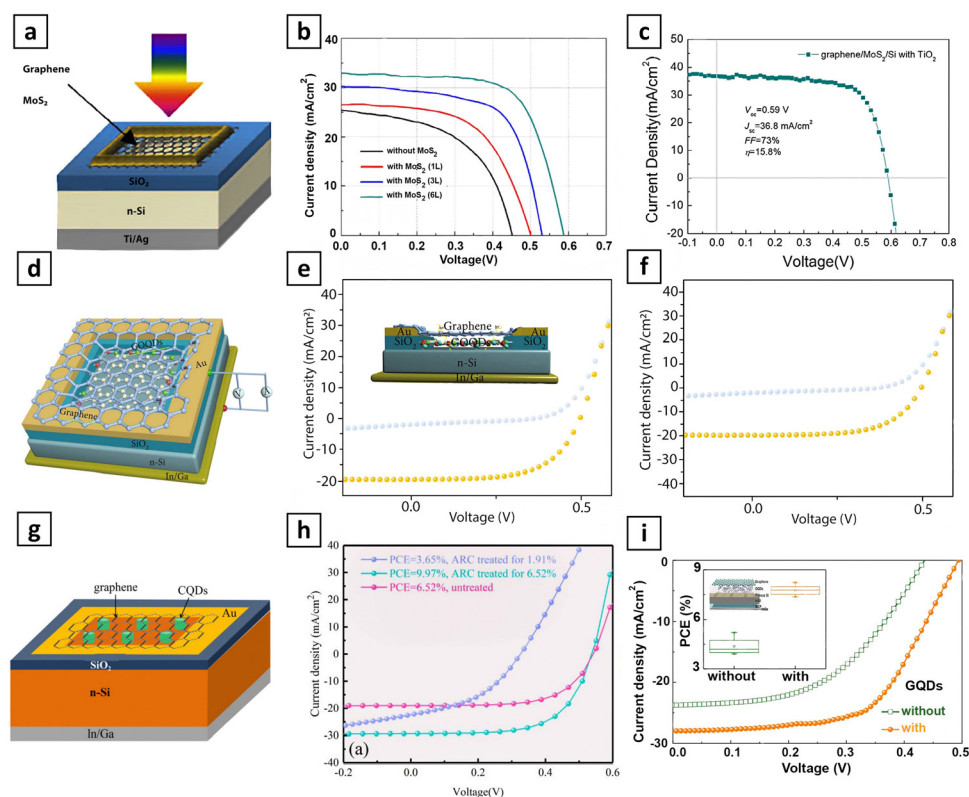 a
Graphene
MoS₂
SiO₂
n-Si
Ti/Ag
b
Current density (mA/cm²)
40
30
20
10
0
without MoS₂
with MoS₂ (1L)
with MoS₂ (3L)
with MoS₂ (6L)
0.0 0.1 0.2 0.3 0.4 0.5 0.6 0.7
Voltage(V)
c
Current Density(mA/cm²)
50
40
30
20
10
0
-10
-20
graphene/MoS₂/Si with TiO₂
Voc=0.59 V
Jsc=36.8 mA/cm²
FF=73%
η=15.8%
-0.1 0.0 0.1 0.2 0.3 0.4 0.5 0.6 0.7
Voltage(V)
d
GOQDs
Au
V
Graphene
SiO₂
n-Si
In/Ga
e
Current density (mA/cm²)
40
30
20
10
0
-10
-20
Au Graphene Au
SiO₂ GOQDs SiO₂
n-Si
In/Ga
0.0 0.5
Voltage (V)
f
Current density (mA/cm²)
40
30
20
10
0
-10
-20
-30
-40
0.0 0.5
Voltage (V)
g
graphene
CQDs
Au
SiO₂
n-Si
In/Ga
h
Current density (mA/cm²)
40
30
20
10
0
-10
-20
-30
-40
PCE=3.65%, ARC treated for 1.91%
PCE=9.97%, ARC treated for 6.52%
PCE=6.52%, untreated
(a)
-0.2 0.0 0.2 0.4 0.6
Voltage(V)
i
Current density (mA/cm²)
0
-10
-20
-30
PCE (%)
9
6
3
Graphene
GQDs
without with
GQDs
without
with
0.0 0.1 0.2 0.3 0.4 0.5
Voltage (V)